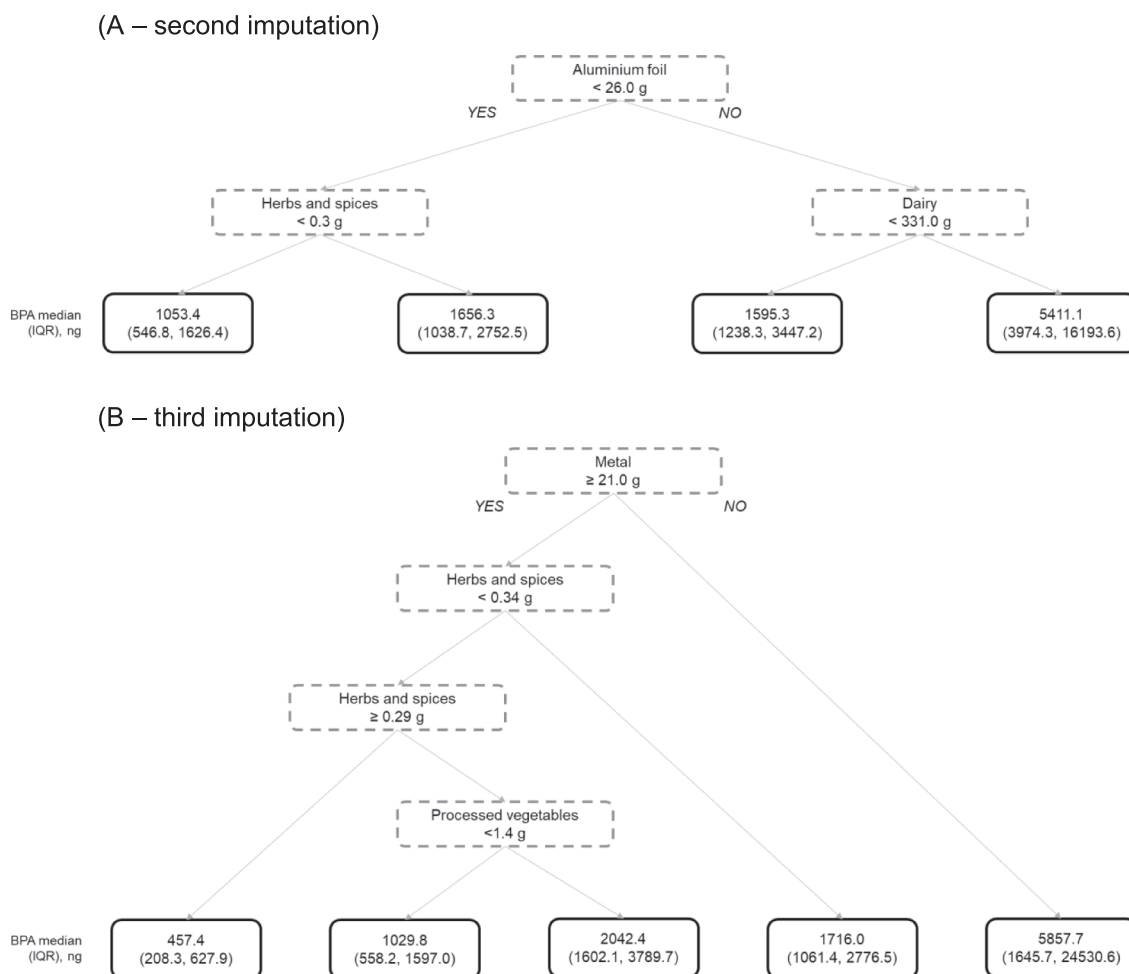 (A – second imputation)
Aluminium foil
< 26.0 g
YES
NO
Herbs and spices
< 0.3 g
Dairy
< 331.0 g
BPA median
(IQR), ng
1053.4
(546.8, 1626.4)
1656.3
(1038.7, 2752.5)
1595.3
(1238.3, 3447.2)
5411.1
(3974.3, 16193.6)
(B – third imputation)
Metal
≥ 21.0 g
YES
NO
Herbs and spices
< 0.34 g
Herbs and spices
≥ 0.29 g
Processed vegetables
<1.4 g
BPA median
(IQR), ng
457.4
(208.3, 627.9)
1029.8
(558.2, 1597.0)
2042.4
(1602.1, 3789.7)
1716.0
(1061.4, 2776.5)
5857.7
(1645.7, 24530.6)